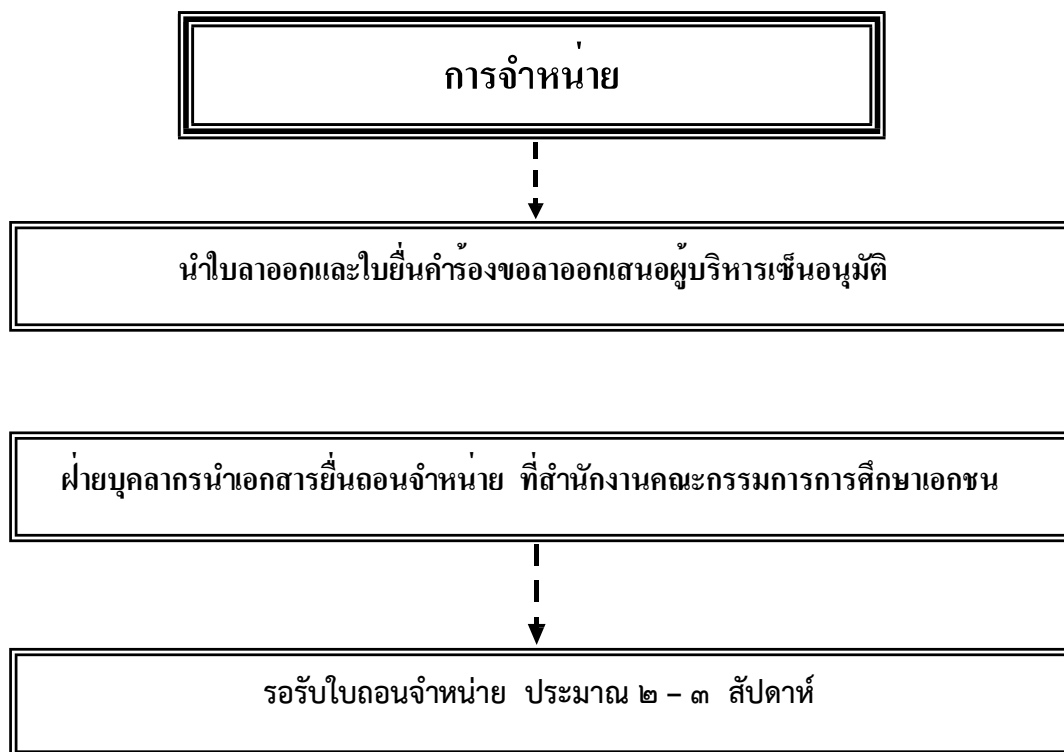 การจำหน่าย
นำใบลาออกและใบยื่นคำร้องขอลาออกเสนอผู้บริหารเซ็นอนุมัติ
ฝ่ายบุคลากรนำเอกสารยื่นถอนจำหน่าย ที่สำนักงานคณะกรรมการการศึกษาเอกชน
รอรับใบถอนจำหน่าย ประมาณ ๒ – ๓ สัปดาห์